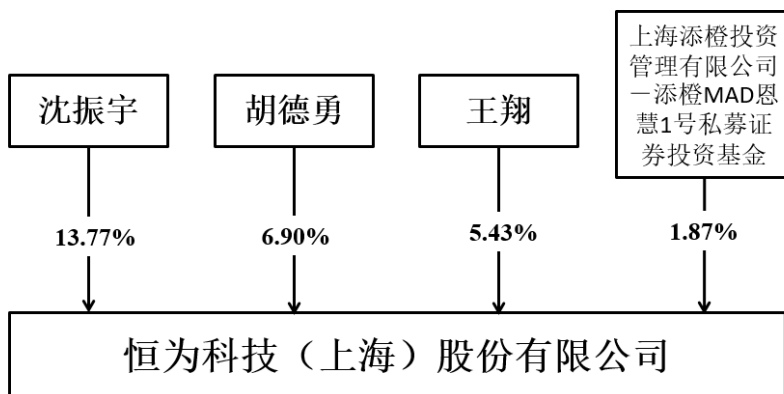 沈振宇
胡德勇
王翔
上海添橙投资
管理有限公司
－添橙MAD恩
慧1号私募证
券投资基金
13.77%
6.90%
5.43%
1.87%
恒为科技（上海）股份有限公司